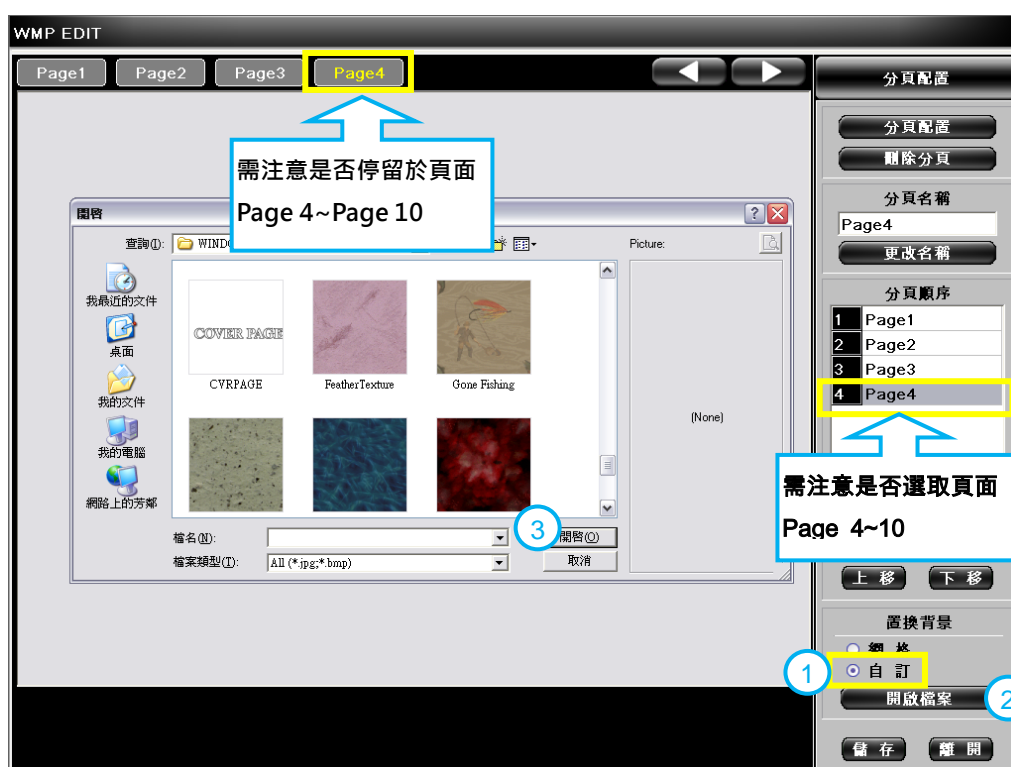 WMP EDIT
Page1 Page2 Page3 Page4
分頁配置
分頁配置
刪除分頁
分頁名稱
Page4
更改名稱
分頁順序
1 Page1
2 Page2
3 Page3
4 Page4
需注意是否停留於頁面
Page 4~Page 10
開啓
查詢(I):
Picture:
我最近的文件
桌面
我的文件
我的電腦
網路上的芳鄰
COVER PAGE
CVRPAGE FeatherTexture Gone Fishing
(None)
檔名(N):
3
開啓(O)
檔案類型(T): All (*.jpg;*.bmp)
取消
需注意是否選取頁面
Page 4~10
上移 下移
置換背景
網格
1
自訂
開啟檔案
2
儲存 離開